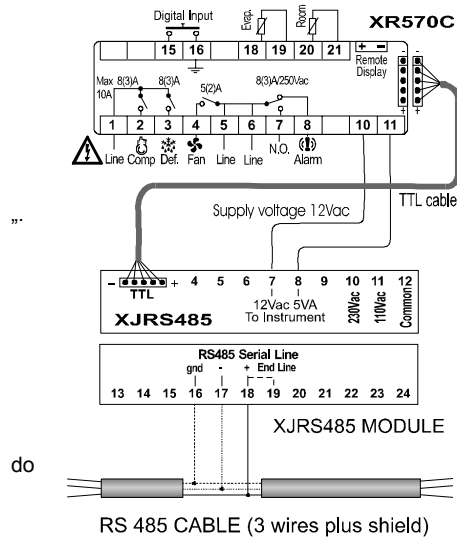 Digital Input
Evap.
Room
XR570C
15 16 18 19 20 21
+ -
Remote
Display
- -
+ +
Max
10A
8(3)A 8(3)A 5(2)A 8(3)A/250Vac
1 2 3 4 5 6 7 8 10 11
N.O.
Line Comp Def. Fan Line Line Alarm
TTL cable
Supply voltage 12Vac
„.
- + 4 5 6 7 8 9 10 11 12
TTL
12Vac 5VA
To Instrument
230Vac
110Vac
Common
XJRS485
RS485 Serial Line
gnd - + End Line
13 14 15 16 17 18 19 20 21 22 23 24
XJRS485 MODULE
do
RS 485 CABLE (3 wires plus shield)